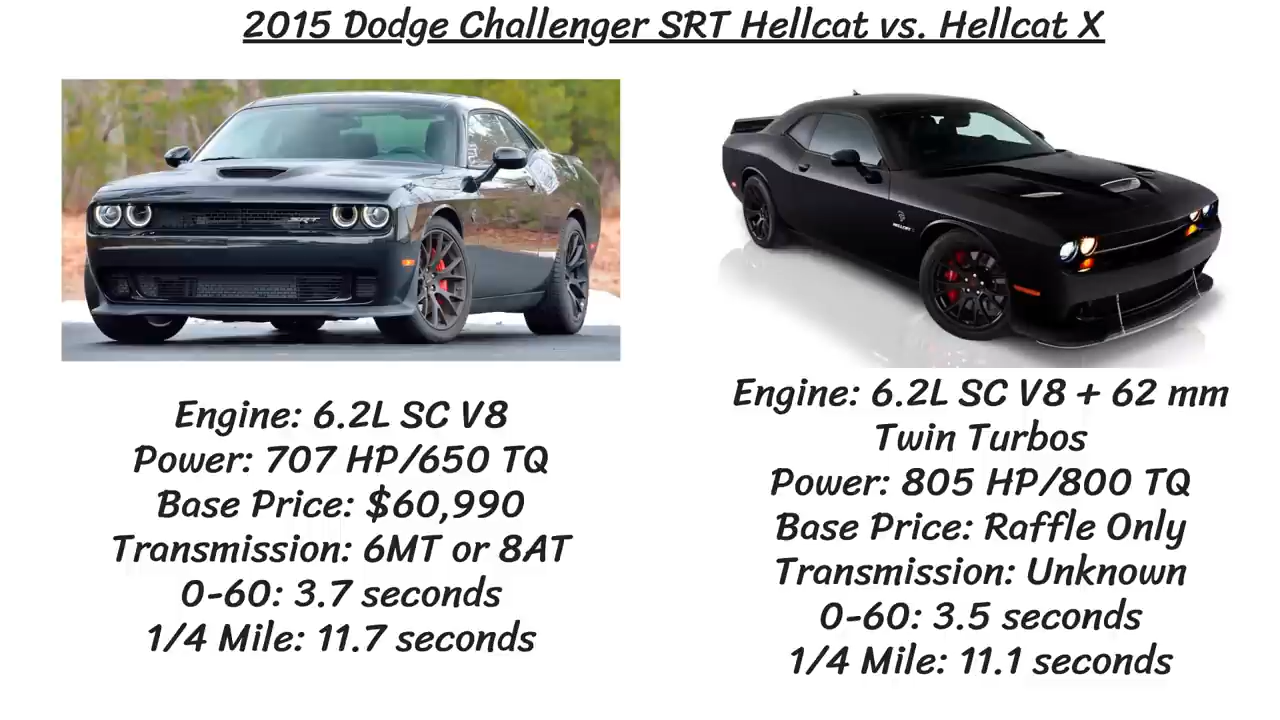 2015 Dodge Challenger SRT Hellcat vs. Hellcat X
SRT
HELLCAT
Engine: 6.2L SC V8
Power: 707 HP/650 TQ
Base Price: $60,990
Transmission: 6MT or 8AT
0-60: 3.7 seconds
1/4 Mile: 11.7 seconds
Engine: 6.2L SC V8 + 62 mm
Twin Turbos
Power: 805 HP/800 TQ
Base Price: Raffle Only
Transmission: Unknown
0-60: 3.5 seconds
1/4 Mile: 11.1 seconds